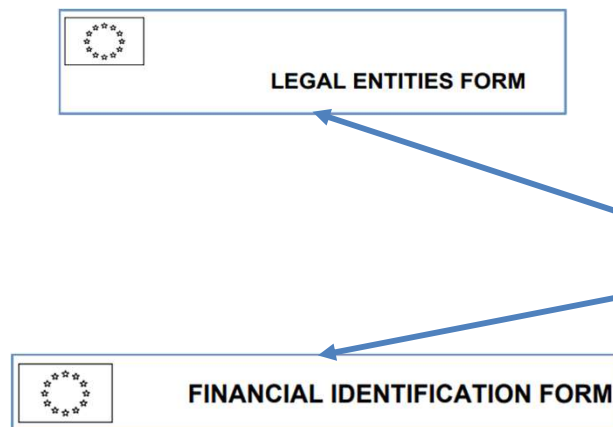 LEGAL ENTITIES FORM
FINANCIAL IDENTIFICATION FORM